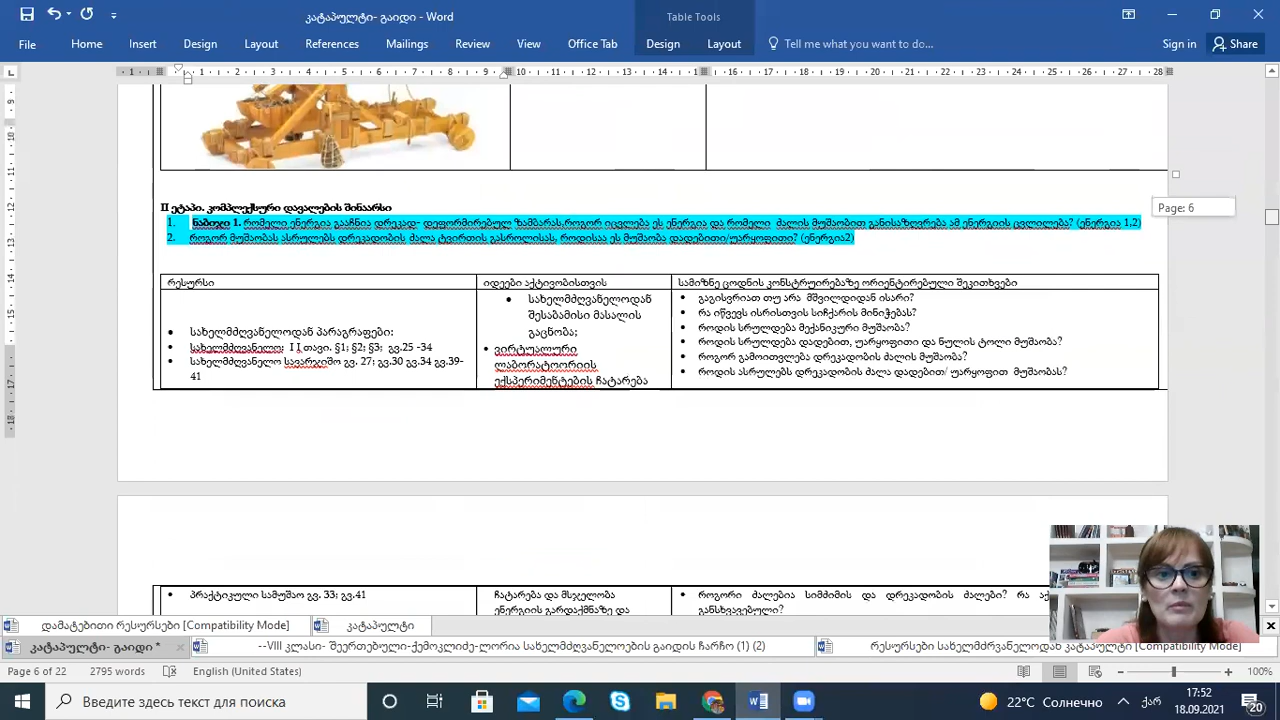 კატაპულტი- გაიდი - Word
Table Tools
Sign in
Share
File
Home
Insert
Design
Layout
References
Mailings
Review
View
Office Tab
Design
Layout
Tell me what you want to do...
II ეტაპი. კომპლექსური დავალების შინაარსი
1. ნაბიჯი 1. რომელი ენერგია გააჩნია დრეკად- დეფორმირებულ ზამბარას,როგორ იცვლება ეს ენერგია და რომელი ძალის მუშაობით განისაზღვრება ამ ენერგიის ცვლილება? (ენერგია 1,2)
2. როგორ მუშაობას ასრულებს დრეკადობის ძალა ტვირთის გასროლისას, როდისაა ეს მუშაობა დადებითი/უარყოფითი? (ენერგია2)
Page: 6
რესურსი
იდეები აქტივობისთვის
სამიზნე ცოდნის კონსტრუირებაზე ორიენტირებული შეკითხვები
• სახელმძღვანელოდან პარაგრაფები:
• სახელმძღვანელო: I I თავი. §1; §2; §3; გვ.25 -34
• სახელმძღვანელო სავარჯიშო გვ. 27; გვ.30 გვ.34 გვ.39-
41
• სახელმძღვანელოდან
შესაბამისი მასალის
გაცნობა;
• ვირტუალური
ლაბორატოორიის
ექსპერიმენტების ჩატარება
• გაგისვრიათ თუ არა მშვილდიდან ისარი?
• რა იწვევს ისრისთვის სიჩქარის მინიჭებას?
• როდის სრულდება მექანიკური მუშაობა?
• როდის სრულდება დადებით, უარყოფითი და ნულის ტოლი მუშაობა?
• როგორ გამოითვლება დრეკადობის ძალის მუშაობა?
• როდის ასრულებს დრეკადობის ძალა დადებით/ უარყოფით მუშაობას?
• პრაქტიკული სამუშაო გვ. 33; გვ.41
ჩატარება და მსჯელობა
ენერგიის გარდაქმნაზე და
• როგორი ძალებია სიმძიმის და დრეკადობის ძალები? რა
განსხვავებული?
დამატებითი რესურსები [Compatibility Mode]
კატაპულტი
კატაპულტი- გაიდი *
--VIII კლასი- შეერთებული-ქემოკლიძე-ლორია სახელმძღვანელოების გაიდის ჩარჩო (1) (2)
რესურსები სახელმძრვანელოდან კატაპულტი [Compatibility Mode]
Page 6 of 22
2795 words
English (United States)
100%
Введите здесь текст для поиска
22°C Солнечно
ქარ
17:52
18.09.2021
20